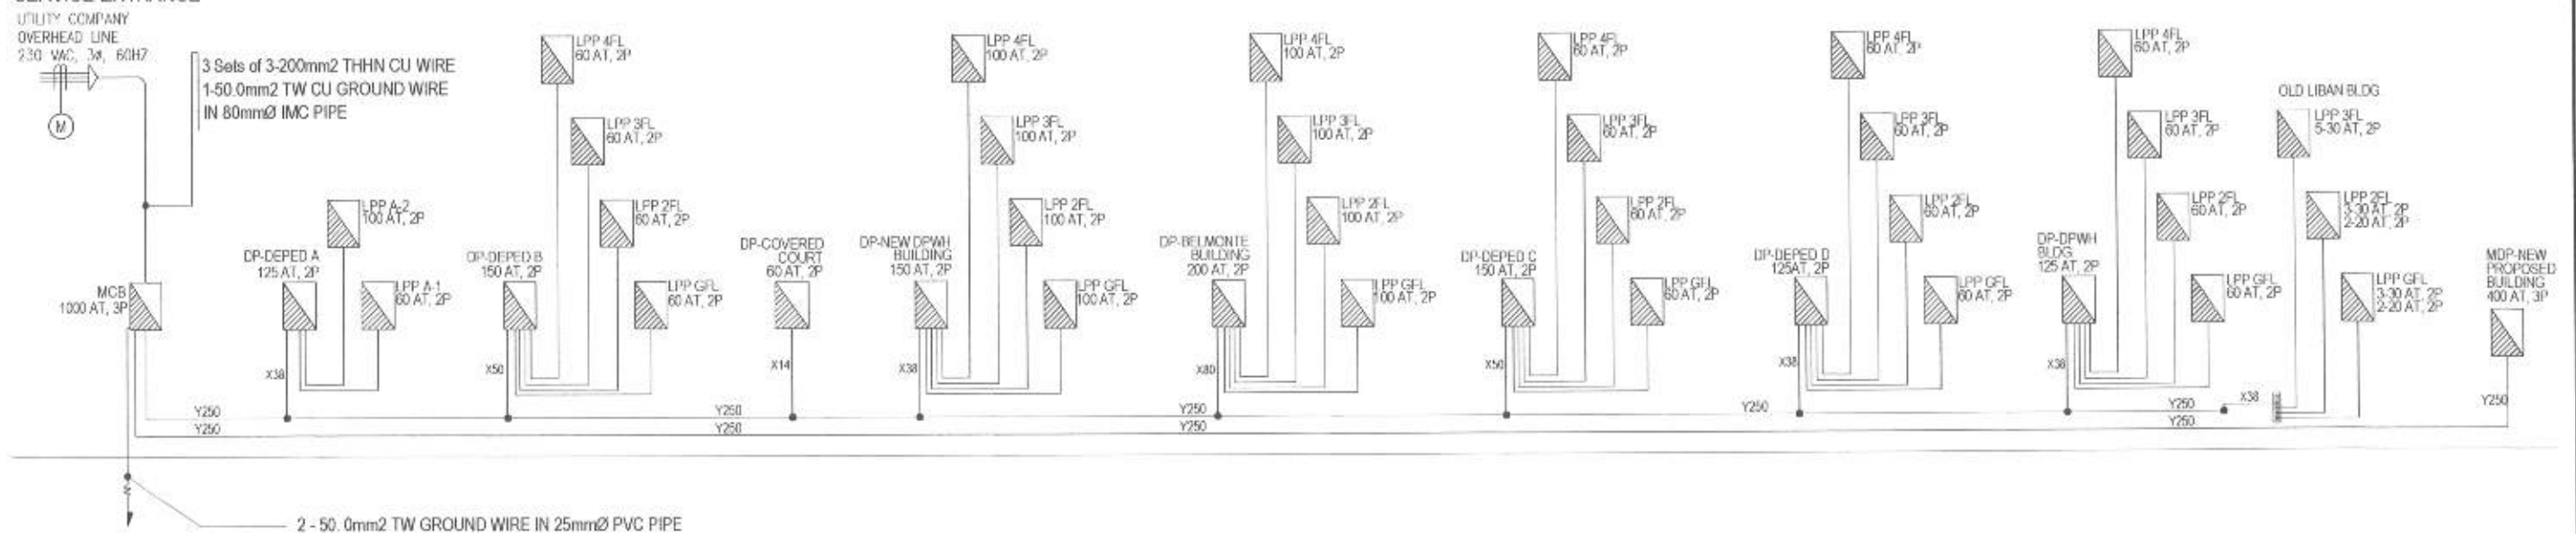 UTILITY COMPANY
OVERHEAD LINE
230 VAC, 3ø, 60HZ
M
3 Sets of 3-200mm2 THHN CU WIRE
1-50.0mm2 TW CU GROUND WIRE
IN 80mmØ IMC PIPE
MCB
1000 AT, 3P
DP-DEPED A
125 AT, 2P
LPP A-2
100 AT, 2P
LPP A-1
60 AT, 2P
X38
DP-DEPED B
150 AT, 2P
LPP 4FL
60 AT, 2P
LPP 3FL
60 AT, 2P
LPP 2FL
60 AT, 2P
LPP GFL
60 AT, 2P
X50
DP-COVERED
COURT
60 AT, 2P
X14
DP-NEW DPWH
BUILDING
150 AT, 2P
LPP 4FL
100 AT, 2P
LPP 3FL
100 AT, 2P
LPP 2FL
100 AT, 2P
LPP GFL
100 AT, 2P
X38
DP-BELMONTE
BUILDING
200 AT, 2P
LPP 4FL
100 AT, 2P
LPP 3FL
100 AT, 2P
LPP 2FL
100 AT, 2P
LPP GFL
100 AT, 2P
X80
DP-DEPED C
150 AT, 2P
LPP 4FL
60 AT, 2P
LPP 3FL
60 AT, 2P
LPP 2FL
60 AT, 2P
LPP GFL
60 AT, 2P
X50
DP-DEPED D
125AT, 2P
LPP 4FL
60 AT, 2P
LPP 3FL
60 AT, 2P
LPP 2FL
60 AT, 2P
LPP GFL
60 AT, 2P
X38
DP-DPWH
BLDG
125 AT, 2P
LPP 4FL
60 AT, 2P
LPP 3FL
60 AT, 2P
LPP 2FL
60 AT, 2P
LPP GFL
60 AT, 2P
X38
OLD LIBAN BLDG
LPP 3FL
5-30 AT, 2P
LPP 2FL
3-30 AT, 2P
2-20 AT, 2P
LPP GFL
3-30 AT, 2P
2-20 AT, 2P
X38
MDP-NEW
PROPOSED
BUILDING
400 AT, 3P
Y250
Y250
Y250
Y250
Y250
Y250
Y250
Y250
Y250
Y250
2 - 50. 0mm2 TW GROUND WIRE IN 25mmØ PVC PIPE